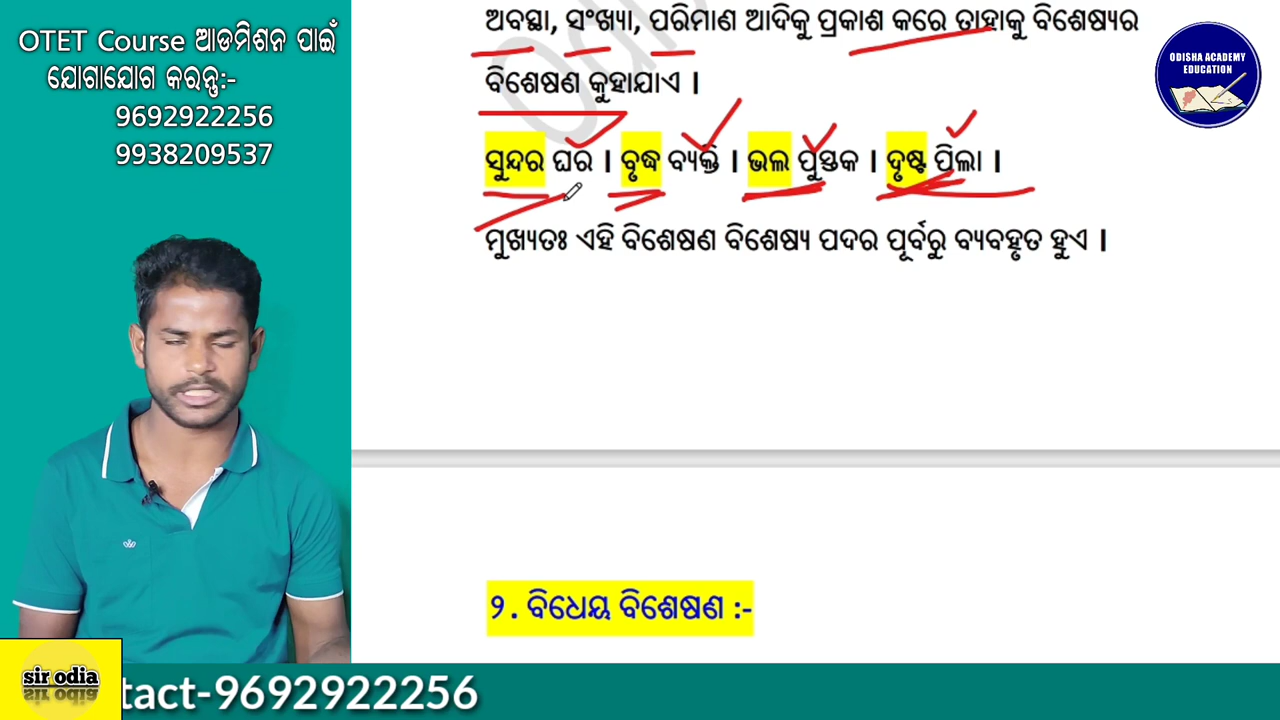 OTET Course ଆଡମିଶନ ପାଇଁ
ଯୋଗାଯୋଗ କରନ୍ତୁ:-
9692922256
9938209537
ଅବସ୍ଥା, ସଂଖ୍ୟା, ପରିମାଣ ଆଦିକୁ ପ୍ରକାଶ କରେ ତାହାକୁ ବିଶେଷ୍ୟର
ବିଶେଷଣ କୁହାଯାଏ |
ସୁନ୍ଦର ଘର | ବୃଦ୍ଧ ବ୍ୟକ୍ତି | ଭଲ ପୁସ୍ତକ | ଦୃଷ୍ଟ ପିଲା |
ମୁଖ୍ୟତଃ ଏହି ବିଶେଷଣ ବିଶେଷ୍ୟ ପଦର ପୂର୍ବରୁ ବ୍ୟବହୃତ ହୁଏ |
୨. ବିଧେୟ ବିଶେଷଣ :-
ODISHA ACADEMY
EDUCATION
sir odia
tact-9692922256